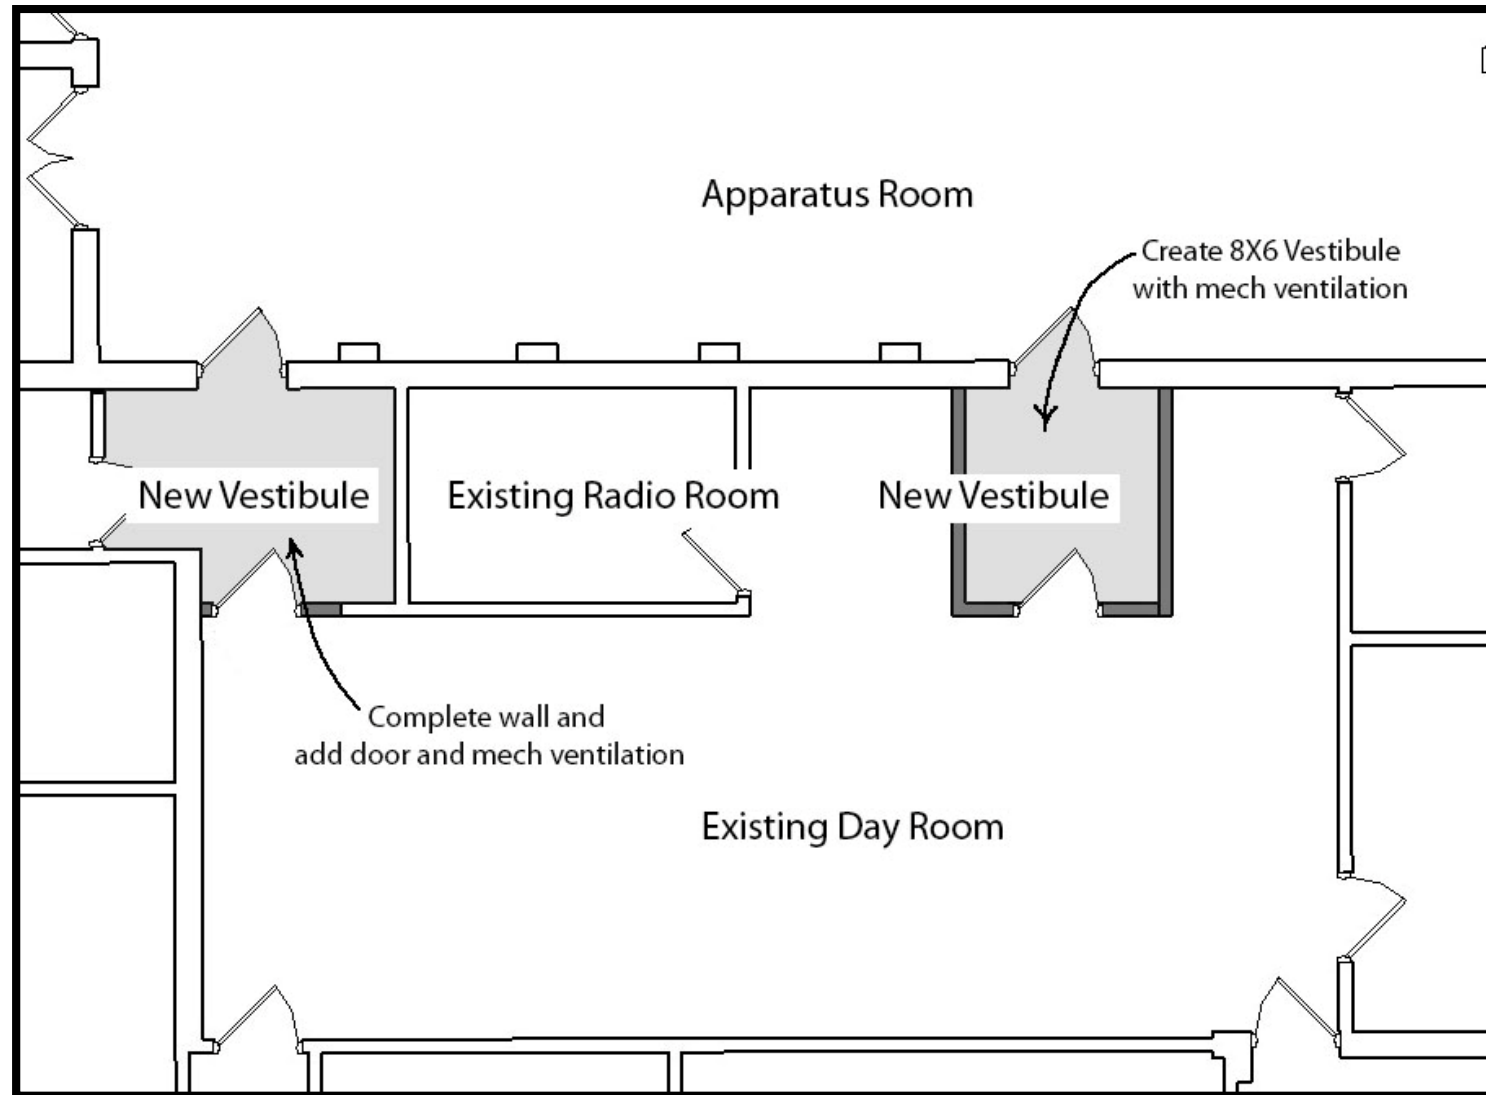 Apparatus Room
Create 8X6 Vestibule
with mech ventilation
New Vestibule
Existing Radio Room
New Vestibule
Complete wall and
add door and mech ventilation
Existing Day Room